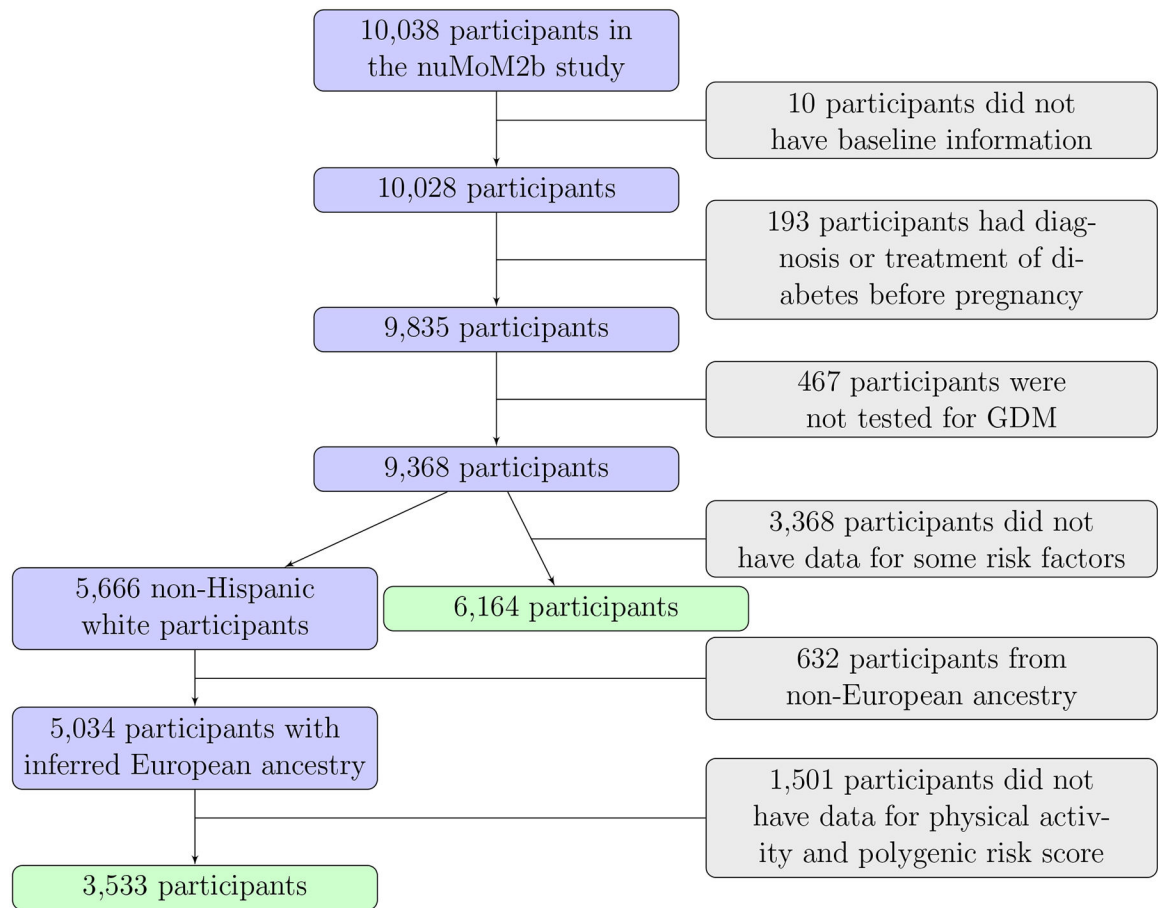 10,038 participants in
the nuMoM2b study
10 participants did not
have baseline information
10,028 participants
193 participants had diag-
nosis or treatment of di-
abetes before pregnancy
9,835 participants
467 participants were
not tested for GDM
9,368 participants
3,368 participants did not
have data for some risk factors
5,666 non-Hispanic
white participants
6,164 participants
632 participants from
non-European ancestry
5,034 participants with
inferred European ancestry
1,501 participants did not
have data for physical activ-
ity and polygenic risk score
3,533 participants